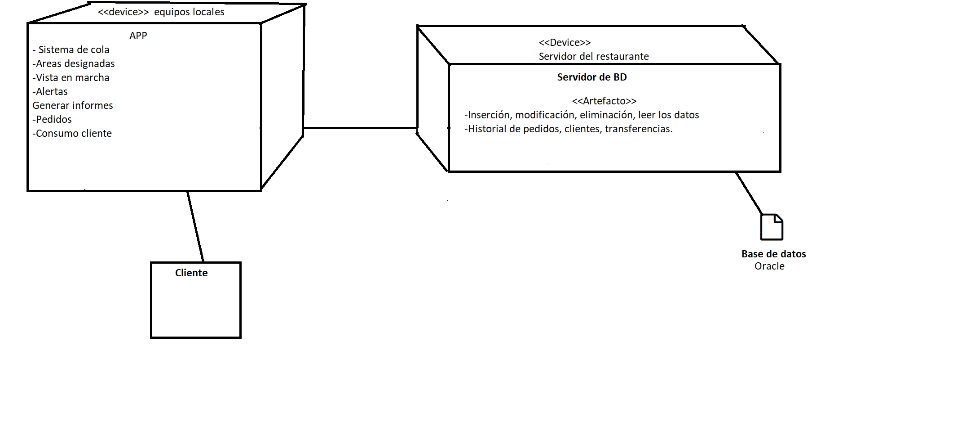 <<device>> equipos locales
APP
- Sistema de cola
-Areas designadas
-Vista en marcha
-Alertas
Generar informes
-Pedidos
-Consumo cliente
<<Device>>
Servidor del restaurante
Servidor de BD
<<Artefacto>>
-Inserción, modificación, eliminación, leer los datos
-Historial de pedidos, clientes, transferencias.
Cliente
Base de datos
Oracle